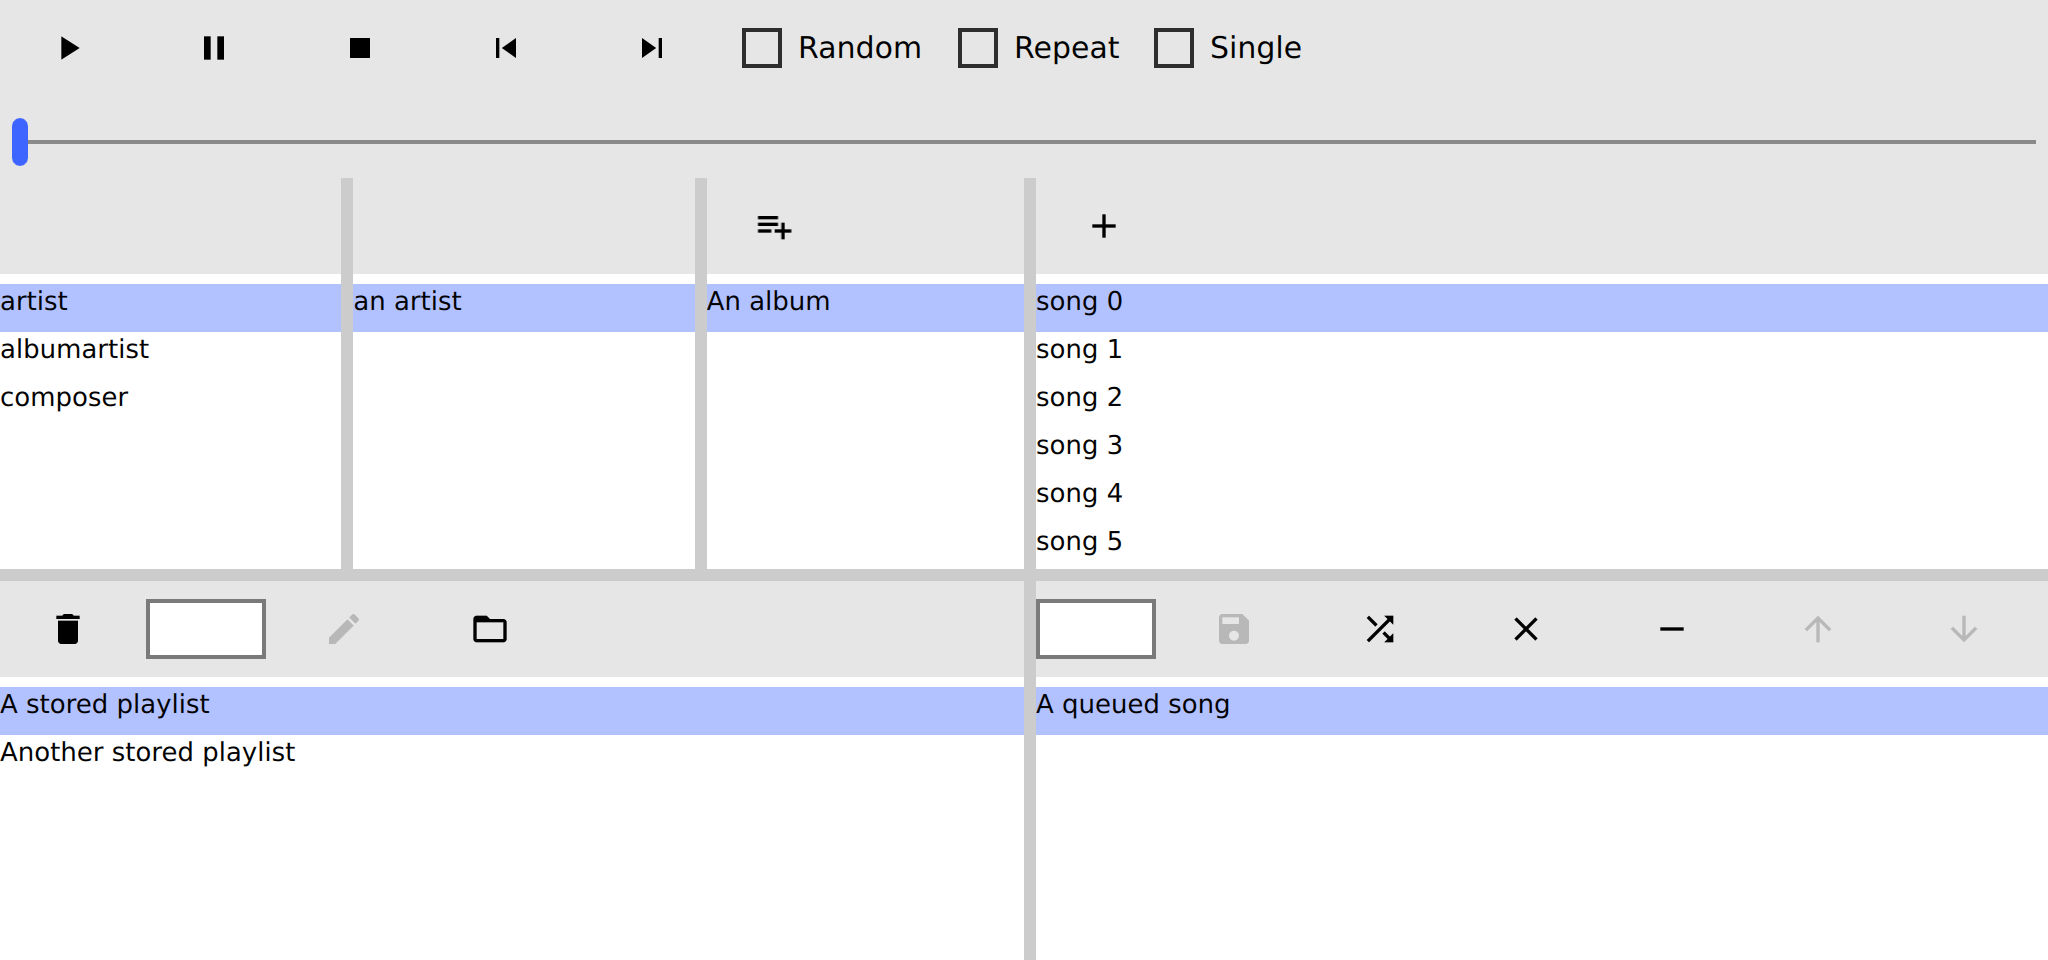 Random Repeat Single
artist
albumartist
composer
an artist
An album
song 0
song 1
song 2
song 3
song 4
song 5
A stored playlist
Another stored playlist
A queued song